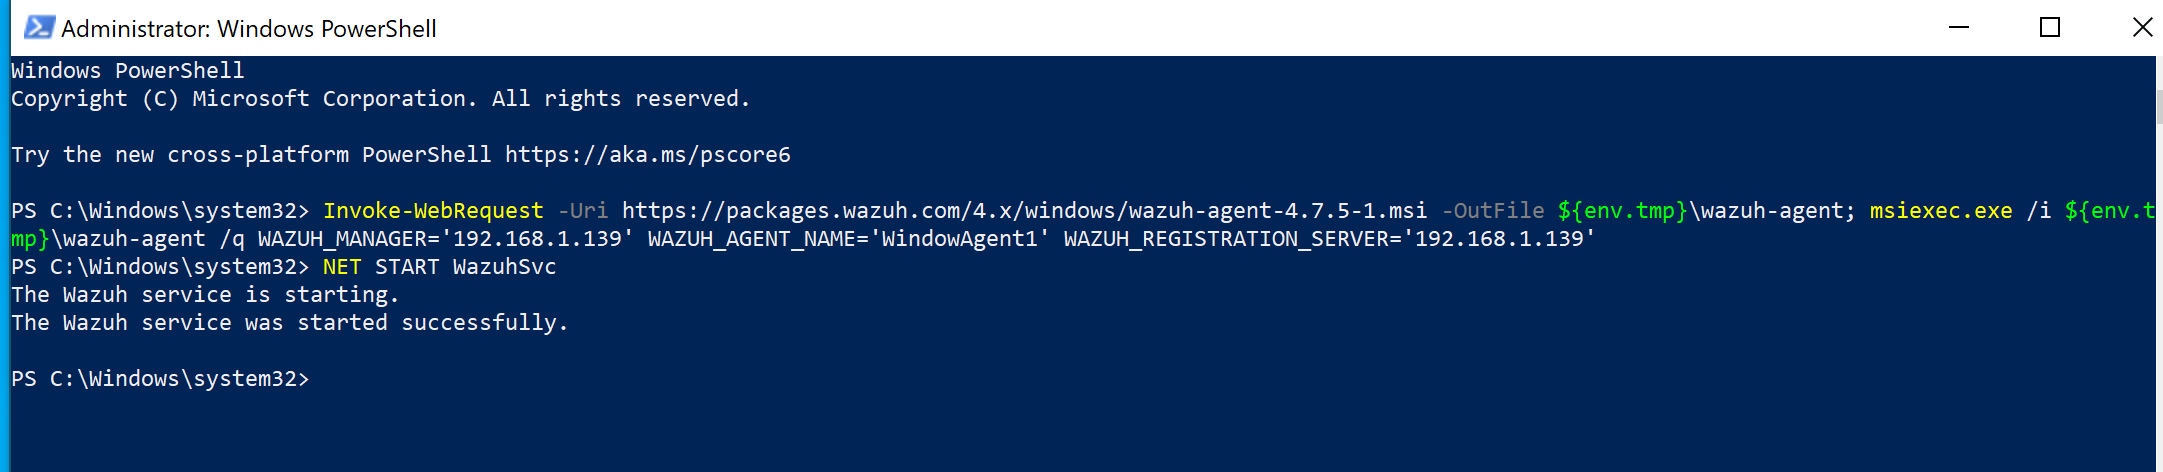 Administrator: Windows PowerShell
Windows PowerShell
Copyright (C) Microsoft Corporation. All rights reserved.
Try the new cross-platform PowerShell https://aka.ms/pscore6
PS C:\Windows\system32> Invoke-WebRequest -Uri https://packages.wazuh.com/4.x/windows/wazuh-agent-4.7.5-1.msi -OutFile ${env.tmp}\wazuh-agent; msiexec.exe /i ${env.t
mp}\wazuh-agent /q WAZUH_MANAGER='192.168.1.139' WAZUH_AGENT_NAME='WindowAgent1' WAZUH_REGISTRATION_SERVER='192.168.1.139'
PS C:\Windows\system32> NET START WazuhSvc
The Wazuh service is starting.
The Wazuh service was started successfully.
PS C:\Windows\system32>